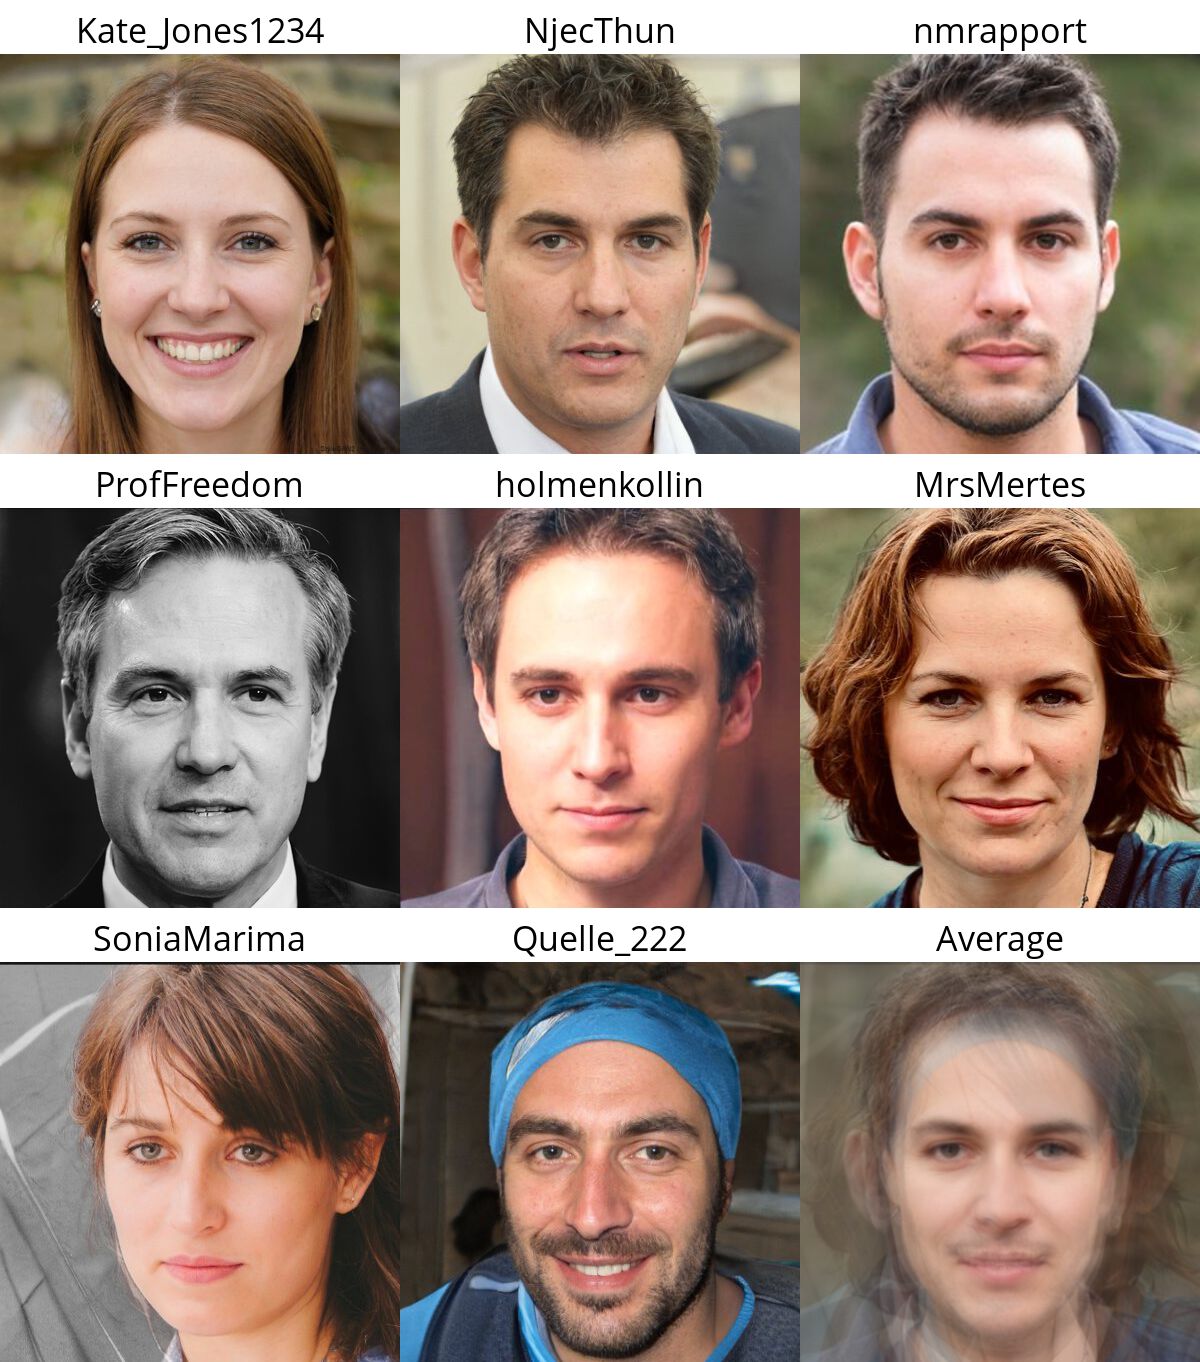 Kate_Jones1234
NjecThun
nmrapport
ProfFreedom
holmenkollin
MrsMertes
SoniaMarima
Quelle_222
Average